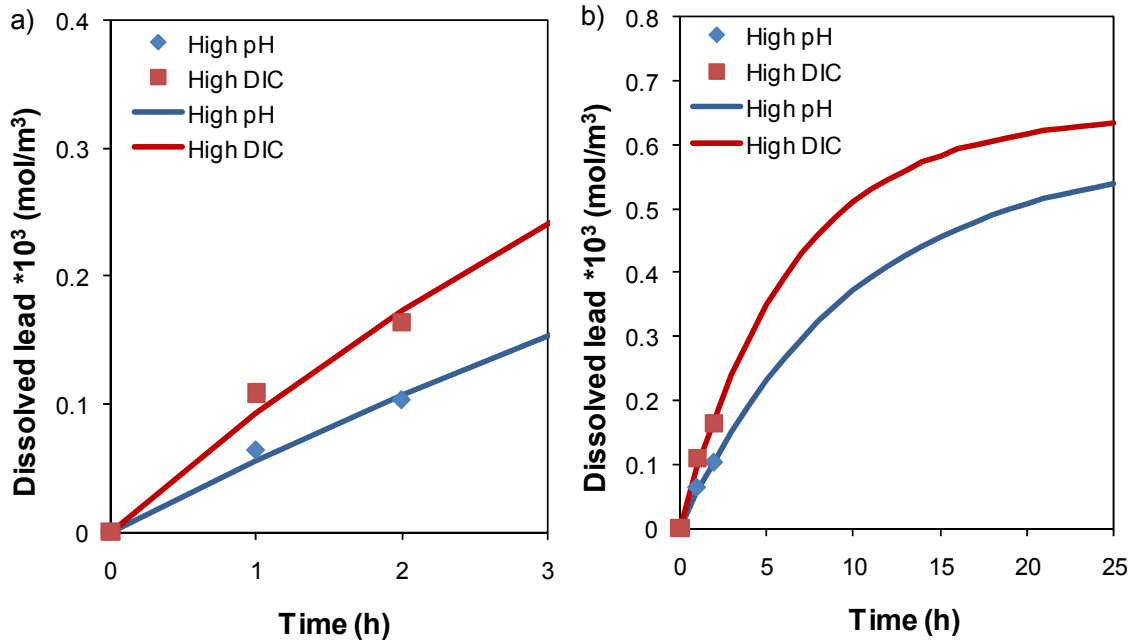 a)
High pH
High DIC
High pH
High DIC
0.4
0.3
0.2
0.1
0
0 1 2 3
Dissolved lead *10³ (mol/m³)
Time (h)
b)
High pH
High DIC
High pH
High DIC
0.8
0.7
0.6
0.5
0.4
0.3
0.2
0.1
0
0 5 10 15 20 25
Dissolved lead *10³ (mol/m³)
Time (h)